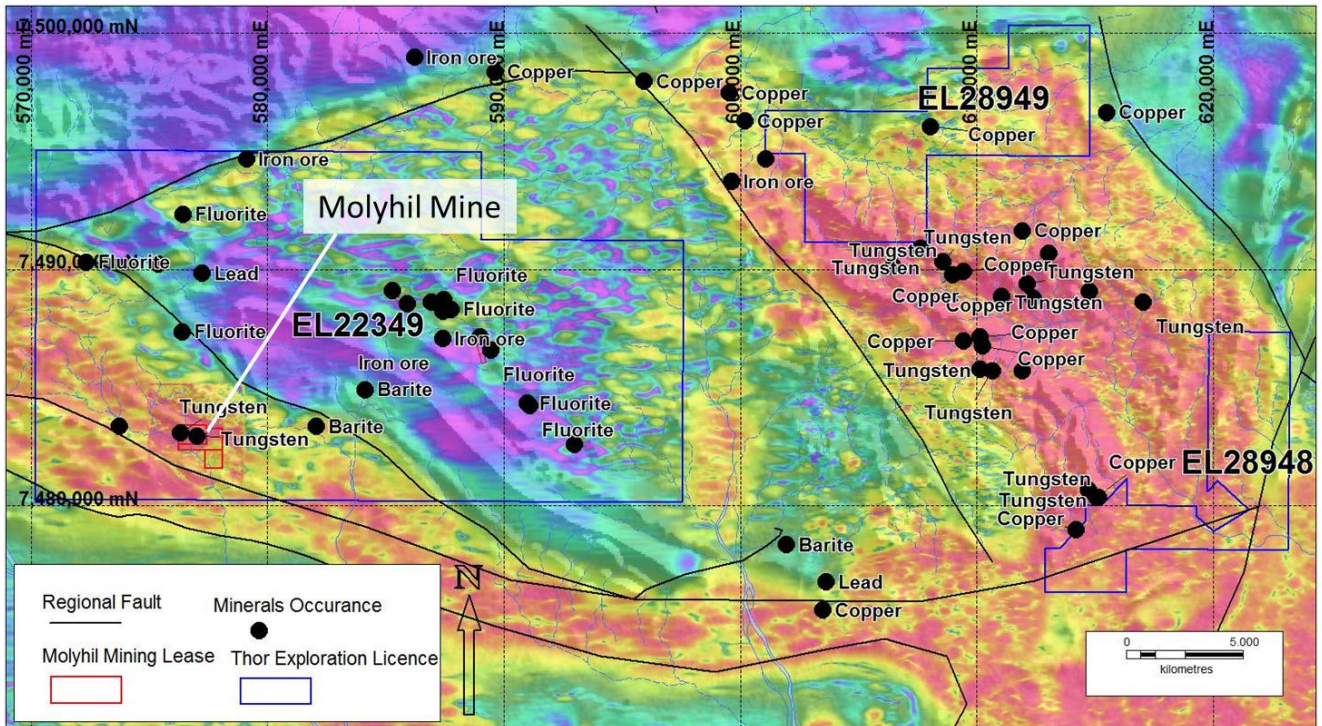 7,500,000 mN
570,000 mE
580,000 mE
590,000 mE
600,000 mE
610,000 mE
620,000 mE
Iron ore
Copper
Copper
Copper
Copper
EL28949
Copper
Copper
Iron ore
Iron ore
Molyhil Mine
Fluorite
Tungsten
Copper
7,490,000 mN
Fluorite
Lead
Fluorite
Tungsten
Copper
Tungsten
Fluorite
Copper
Copper
Tungsten
Tungsten
EL22349
Fluorite
Iron ore
Copper
Copper
Copper
Iron ore
Fluorite
Tungsten
Barite
Tungsten
Fluorite
Tungsten
Tungsten
Barite
Fluorite
Copper
EL28948
Tungsten
7,480,000 mN
Tungsten
Copper
Barite
Lead
Copper
Regional Fault
Minerals Occurance
Molyhil Mining Lease
Thor Exploration Licence
N
0
5.000
kilometres